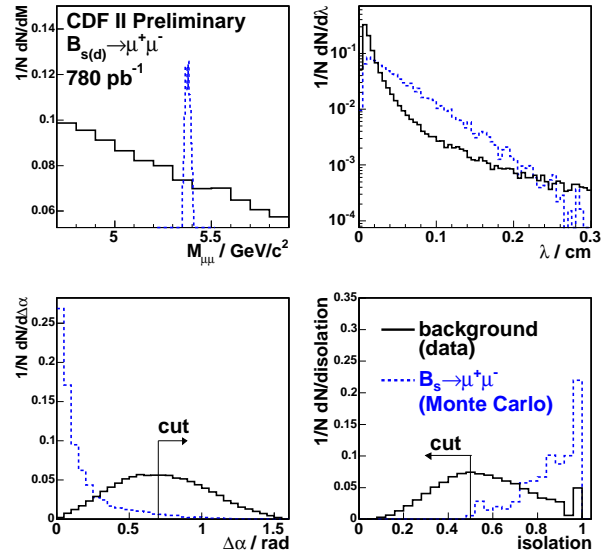 CDF II Preliminary
B_{s(d)}→μ⁺μ⁻
780 pb⁻¹
1/N dN/dM
0.12
0.1
0.08
0.06
5
5.5
M_{μμ} / GeV/c²
1/N dN/dλ
10⁻¹
10⁻²
10⁻³
10⁻⁴
0
0.1
0.2
0.3
λ / cm
1/N dN/dΔα
0.25
0.2
0.15
0.1
0.05
0
cut
0
0.5
1
1.5
Δα / rad
1/N dN/disolation
0.35
0.3
0.25
0.2
0.15
0.1
0.05
0
background
(data)
B_s→μ⁺μ⁻
(Monte Carlo)
cut
0
0.2
0.4
0.6
0.8
1
isolation